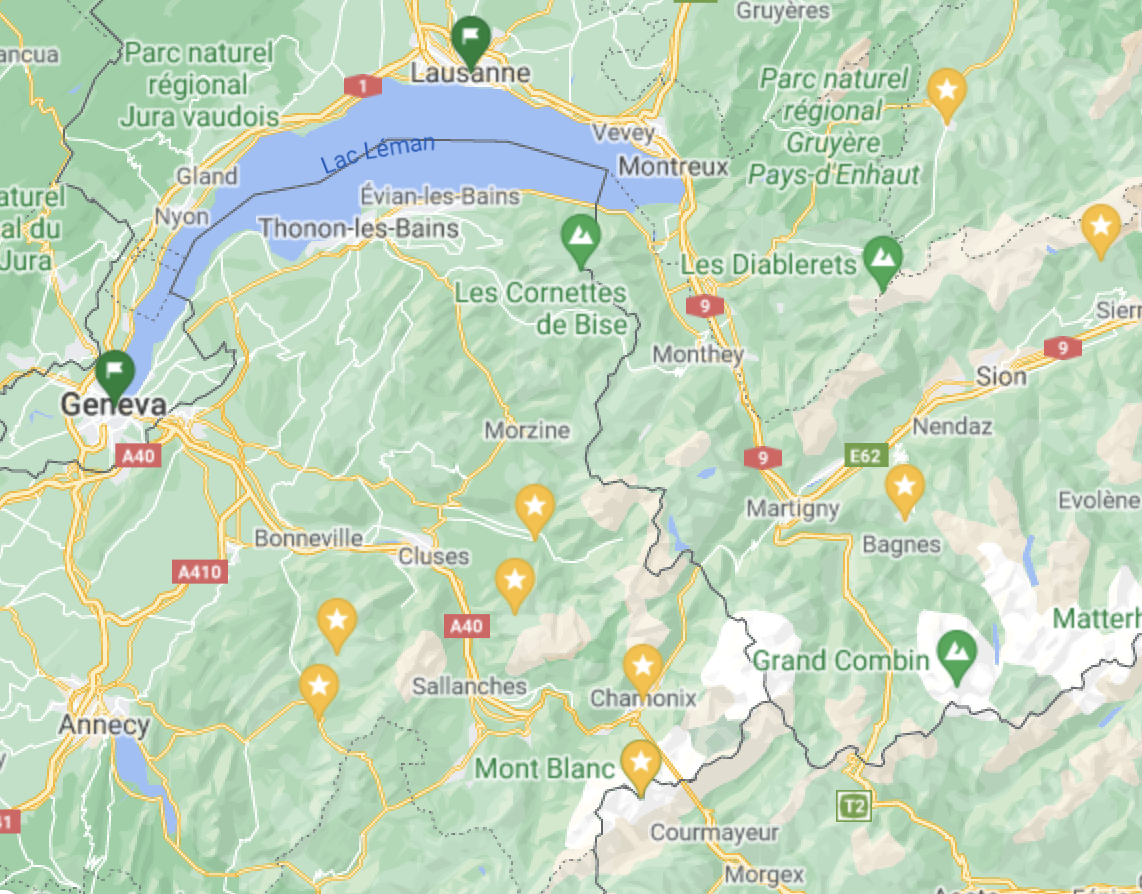 Gruyères
ancua
Parc naturel
régional
Jura vaudois
Lausanne
1
Parc naturel
régional
Gruyère
Pays-d'Enhaut
Vevey
Montreux
Lac Léman
Gland
Évian-les-Bains
Nyon
Thonon-les-Bains
aturel
al du
Jura
Les Diablerets
Les Cornettes
de Bise
9
Sierr
9
Monthey
Sion
Geneva
Morzine
Nendaz
A40
9
E62
Martigny
Evolène
Bonneville
Cluses
Bagnes
A410
A40
Matterh
Grand Combin
Sallanches
Chamonix
Annecy
Mont Blanc
T2
41
Courmayeur
Morgex